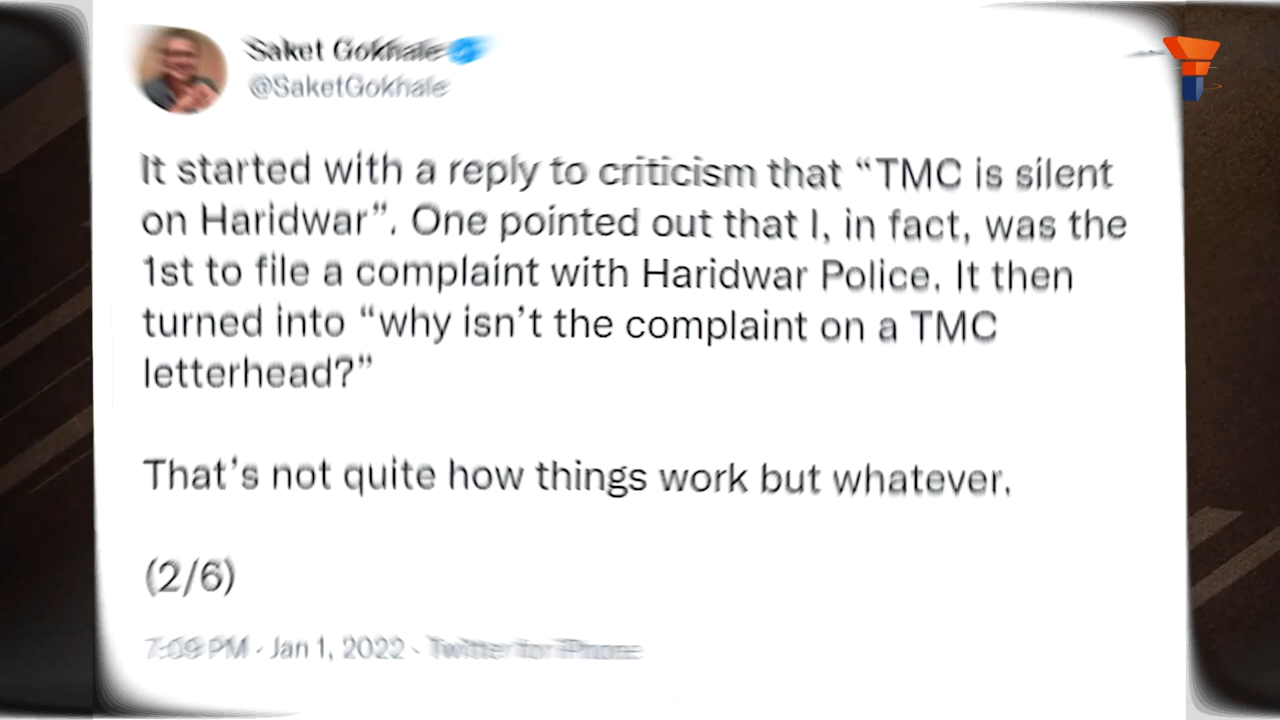 Saket Gokhale
@SaketGokhale
It started with a reply to criticism that “TMC is silent
on Haridwar”. One pointed out that I, in fact, was the
1st to file a complaint with Haridwar Police. It then
turned into “why isn’t the complaint on a TMC
letterhead?”
That’s not quite how things work but whatever.
(2/6)
7:09 PM · Jan 1, 2022 · Twitter for iPhone